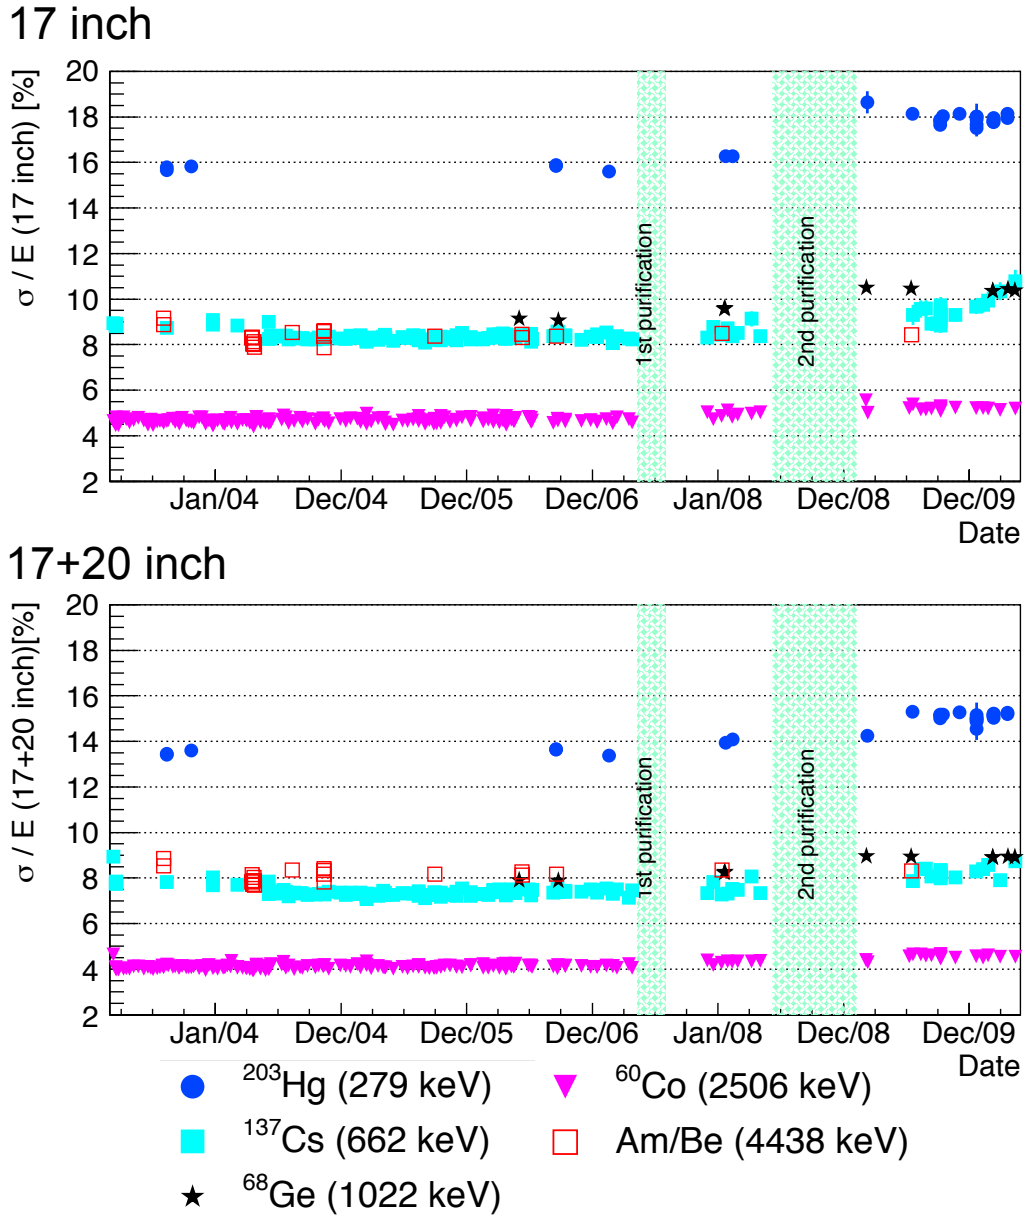 17 inch
σ / E (17 inch) [%]
20
18
16
14
12
10
8
6
4
2
1st purification
2nd purification
Jan/04 Dec/04 Dec/05 Dec/06 Jan/08 Dec/08 Dec/09
Date
17+20 inch
σ / E (17+20 inch)[%]
20
18
16
14
12
10
8
6
4
2
1st purification
2nd purification
Jan/04 Dec/04 Dec/05 Dec/06 Jan/08 Dec/08 Dec/09
Date
²⁰³Hg (279 keV) ⁶⁰Co (2506 keV)
¹³⁷Cs (662 keV) Am/Be (4438 keV)
⁶⁸Ge (1022 keV)